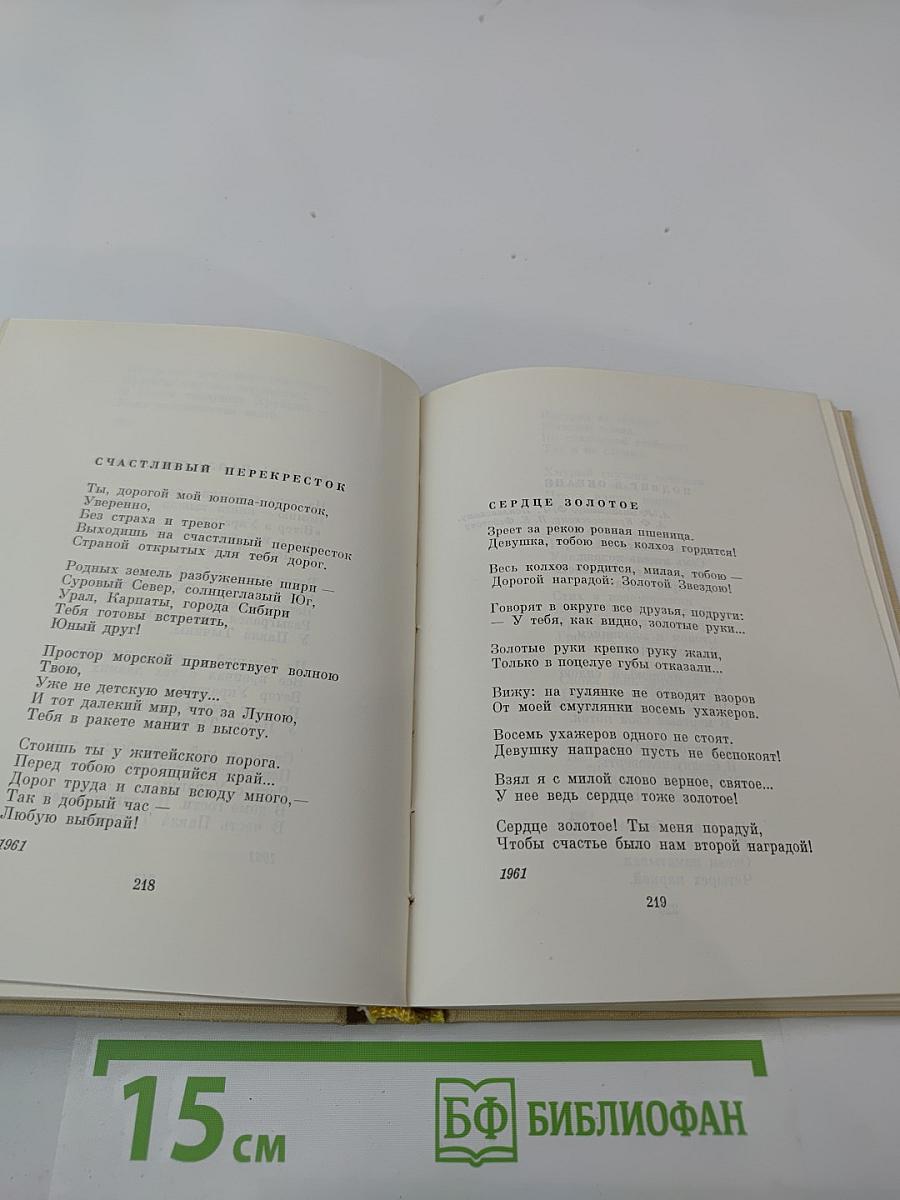 СЧАСТЛИВЫЙ ПЕРЕКРЕСТОК
Ты, дорогой мой юноша-подросток,
Уверенно,
Без страха и тревог
Выходишь на счастливый перекресток
Страной открытых для тебя дорог.
Родных земель разбуженные шири —
Суровый Север, солнцеглазый Юг,
Урал, Карпаты, города Сибири
Тебя готовы встретить,
Юный друг!
Простор морской приветствует волною
Твою,
Уже не детскую мечту...
И тот далекий мир, что за Луною,
Тебя в ракете манит в высоту.
Стоишь ты у житейского порога.
Перед тобою строящийся край...
Дорог труда и славы всюду много,—
Так в добрый час —
Любую выбирай!
1961
218
СЕРДЦЕ ЗОЛОТОЕ
Зреет за рекою ровная пшеница.
Девушка, тобою весь колхоз гордится!
Весь колхоз гордится, милая, тобою —
Дорогой наградой: Золотой Звездою!
Говорят в округе все друзья, подруги:
— У тебя, как видно, золотые руки...
Золотые руки крепко руку жали,
Только в поцелуе губы отказали...
Вижу: на гулянке не отводят взоров
От моей смуглянки восемь ухажеров.
Восемь ухажеров одного не стоят.
Девушку напрасно пусть не беспокоят!
Взял я с милой слово верное, святое...
У нее ведь сердце тоже золотое!
Сердце золотое! Ты меня порадуй,
Чтобы счастье было нам второй наградой!
1961
219
15 см
БФ БИБЛИОФАН